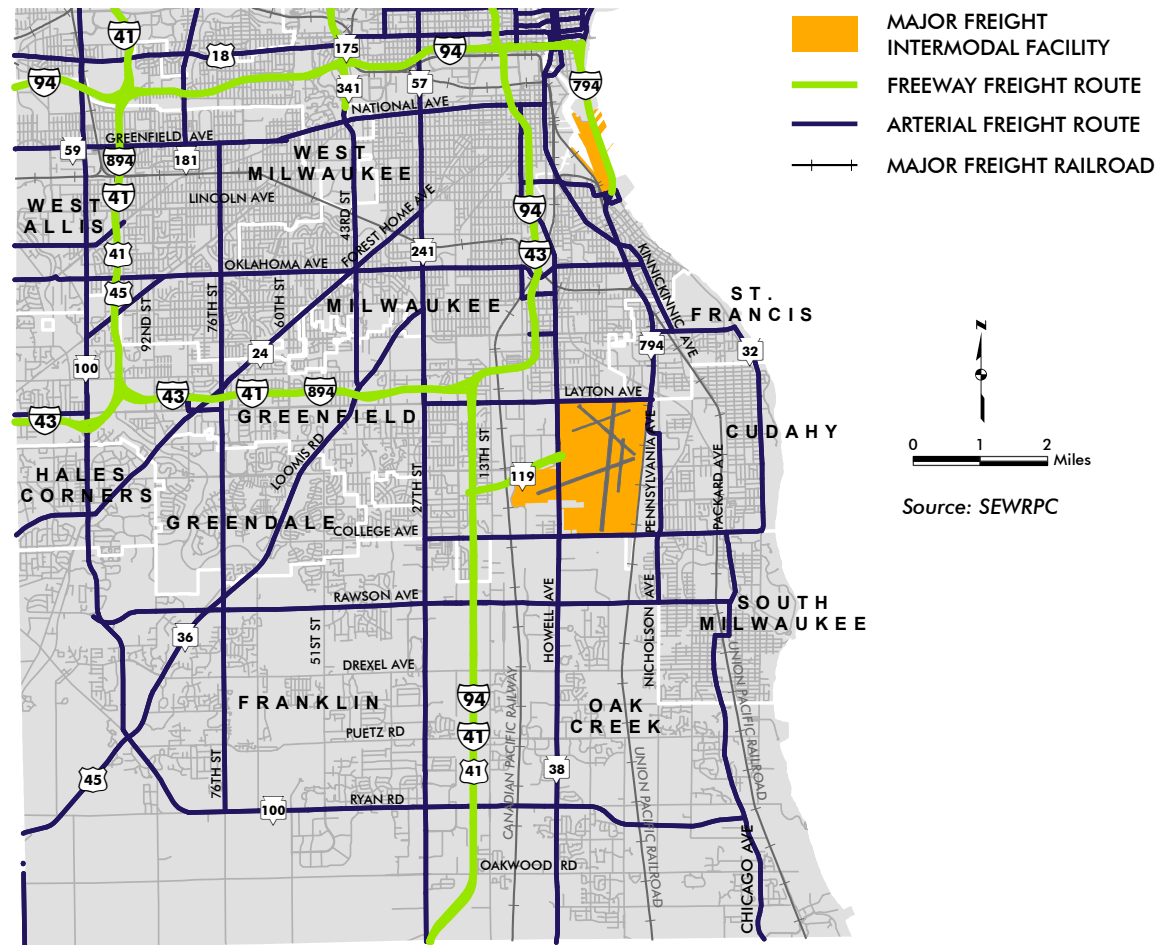 MAJOR FREIGHT
INTERMODAL FACILITY
FREEWAY FREIGHT ROUTE
ARTERIAL FREIGHT ROUTE
MAJOR FREIGHT RAILROAD
41
18
175
94
94
341
57
794
NATIONAL AVE
GREENFIELD AVE
59
894
181
WEST
MILWAUKEE
LINCOLN AVE
41
WEST
ALLIS
43RD ST
FOREST HOME AVE
94
41
241
43
OKLAHOMA AVE
KINNICKINNIC AVE
45
92ND ST
76TH ST
60TH ST
MILWAUKEE
ST.
FRANCIS
N
24
794
32
100
43
41
894
LAYTON AVE
43
GREENFIELD
CUDAHY
0 1 2
Miles
LOOMIS RD
13TH ST
PENNSYLVANIA AVE
PACKARD AVE
HALES
CORNERS
119
27TH ST
Source: SEWRPC
GREENDALE
COLLEGE AVE
RAWSON AVE
HOWELL AVE
NICHOLSON AVE
SOUTH
MILWAUKEE
36
51ST ST
DREXEL AVE
UNION PACIFIC RAILROAD
94
FRANKLIN
OAK
CREEK
CANADIAN PACIFIC RAILWAY
PUETZ RD
41
41
38
45
76TH ST
UNION PACIFIC RAILROAD
RYAN RD
100
CHICAGO AVE
OAKWOOD RD